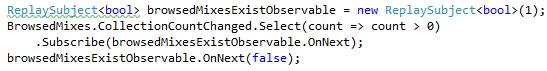 ReplaySubject<bool> browsedMixesExistObservable = new ReplaySubject<bool>(1);
BrowsedMixes.CollectionCountChanged.Select(count => count > 0)
.Subscribe(browsedMixesExistObservable.OnNext);
browsedMixesExistObservable.OnNext(false);